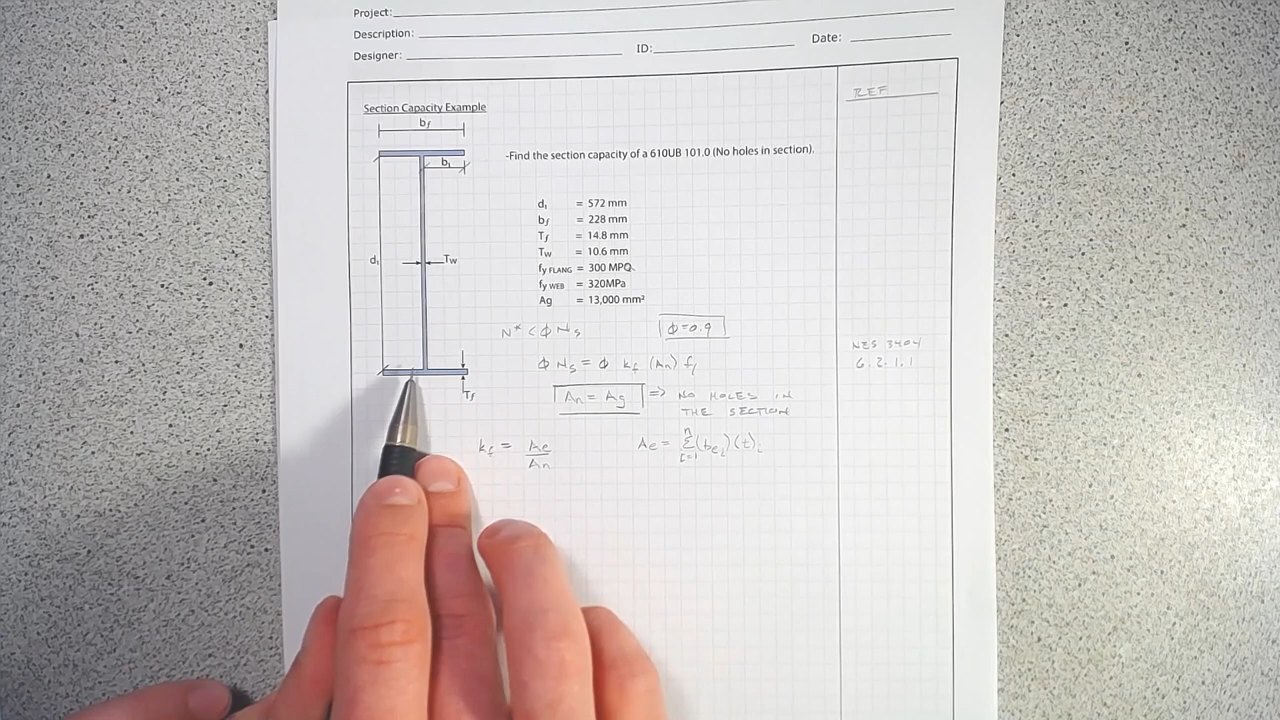 Project:
Description:
Designer: ID: Date:
Section Capacity Example
REF
bf
b1
-Find the section capacity of a 610UB 101.0 (No holes in section).
d1 = 572 mm
bf = 228 mm
Tf = 14.8 mm
Tw = 10.6 mm
fy FLANG = 300 MPQ
fy WEB = 320MPa
Ag = 13,000 mm²
d1
Tw
Tf
N* < ϕ Ns ϕ=0.9
ϕ Ns = ϕ kf (An) fy
NZS 3404
6.2.1.1
An = Ag => NO HOLES IN
THE SECTION
kf = Ae/An Ae = Σ(bei)(t)i
n
i=1